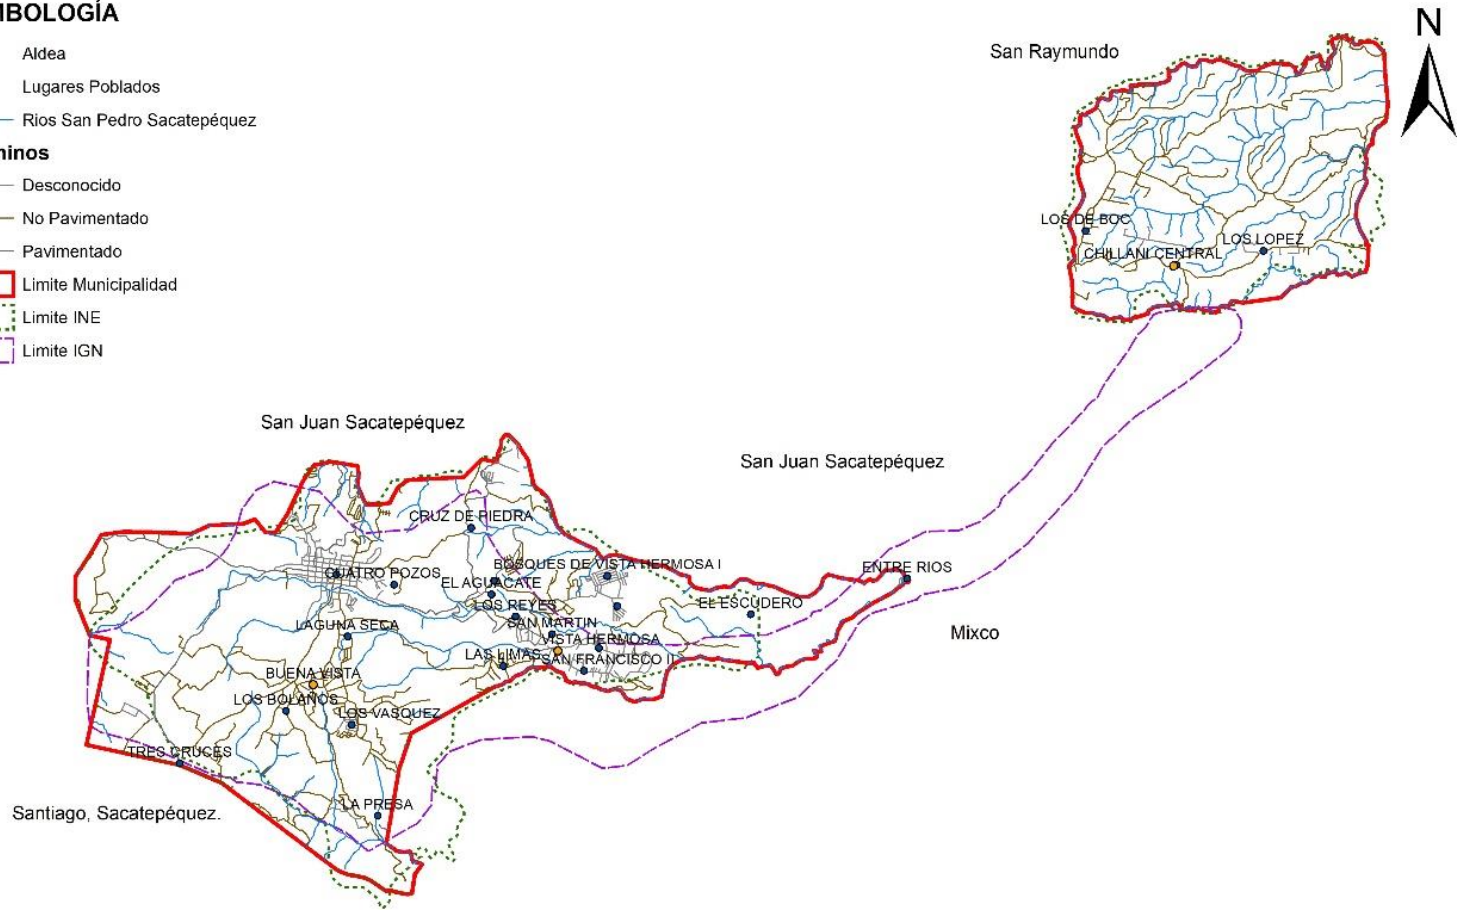 MBOLOGÍA
Aldea
Lugares Poblados
Rios San Pedro Sacatepéquez
minos
Desconocido
No Pavimentado
Pavimentado
Limite Municipalidad
Limite INE
Limite IGN
N
San Raymundo
LOS DE BOC
LOS LOPEZ
CHILLANI CENTRAL
San Juan Sacatepéquez
San Juan Sacatepéquez
CRUZ DE PIEDRA
BOSQUES DE VISTA HERMOSA I
ENTRE RIOS
CUATRO POZOS
EL AGUACATE
LOS REYES
EL ESCUDERO
LAGUNA SECA
SAN MARTIN
Mixco
VISTA HERMOSA
LAS LIMAS
SAN FRANCISCO II
BUENA VISTA
LOS BOLAÑOS
LOS VASQUEZ
TRES CRUCES
LA PRESA
Santiago, Sacatepéquez.